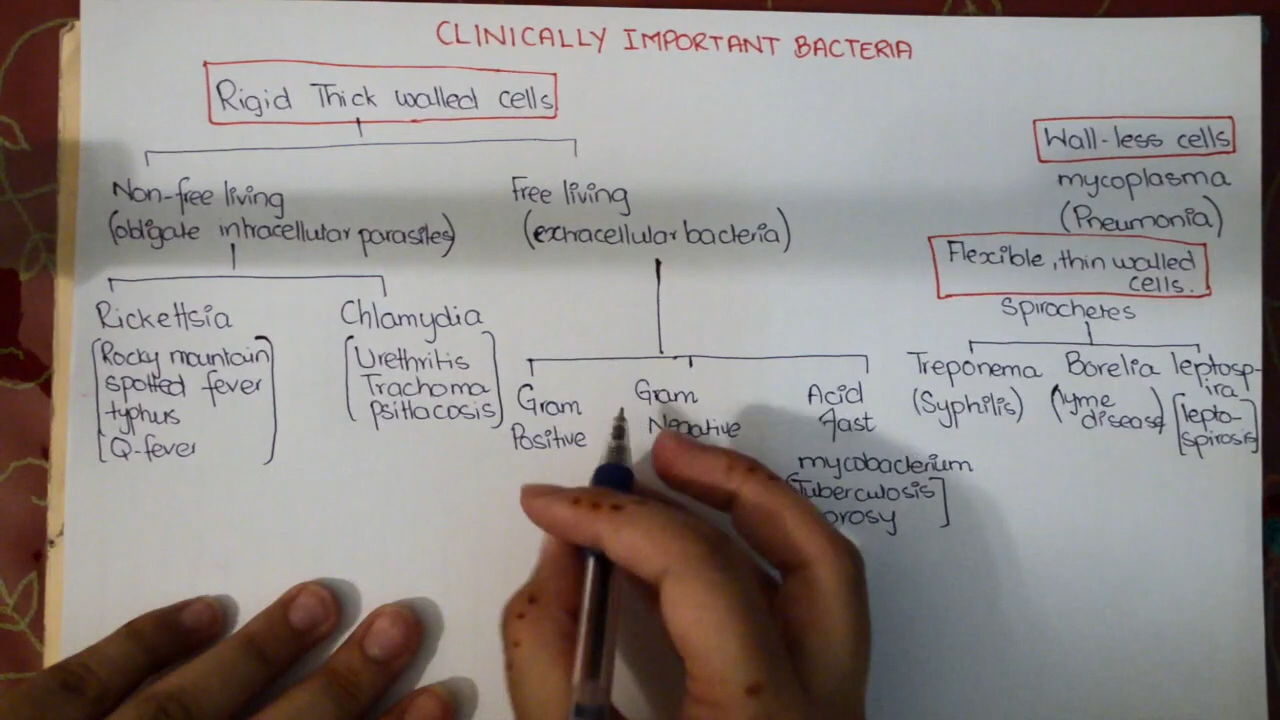 CLINICALLY IMPORTANT BACTERIA
Rigid Thick walled cells
Non-free living
(obligate intracellular parasites)
Rickettsia
[Rocky mountain
spotted fever
typhus
Q-fever]
Chlamydia
[Urethritis
Trachoma
Psittacosis]
Free living
(extracellular bacteria)
Gram
Positive
Gram
Negative
Acid
Fast
mycobacterium
[Tuberculosis
]
Wall-less cells
mycoplasma
(Pneumonia)
Flexible, thin walled
cells.
Spirochetes
Treponema
(Syphilis)
Borelia
(lyme
disease)
leptosp-
ira
[lepto-
spirosis]